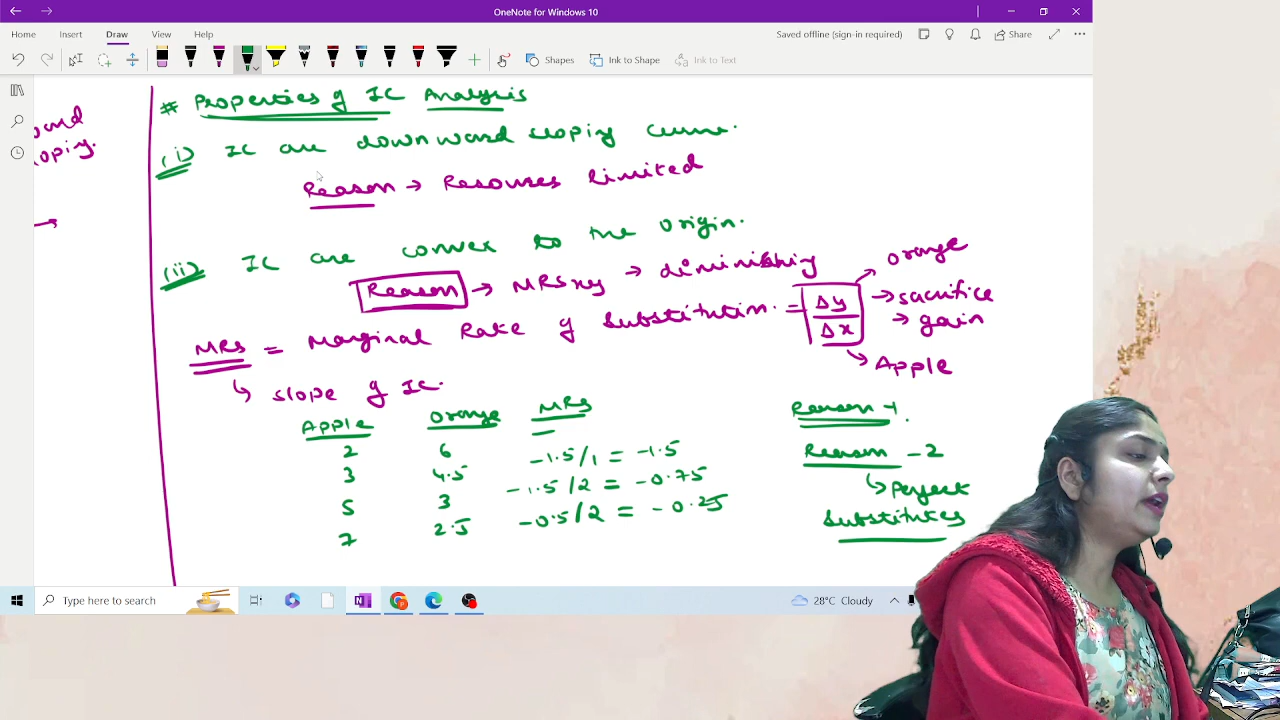 OneNote for Windows 10
Home Insert Draw View Help
Saved offline (sign-in required) Share
Shapes Ink to Shape Ink to Text
# Properties of IC Analysis
(i) IC are downward sloping curve.
Reason → Resourses limited
ward
loping.
(ii) IC are convex to the origin.
Reason → MRSxy → diminishing
MRS = Marginal Rate of Substitution. = Δy/Δx
→ orange
→ sacrifice
→ gain
→ Apple
↳ slope of IC.
Apple Orange MRS
2 6
3 4.5 -1.5/1 = -1.5
5 3 -1.5/2 = -0.75
7 2.5 -0.5/2 = -0.25
Reason - 1.
Reason - 2
↳ Perfect
Substitutes
Type here to search
28°C Cloudy